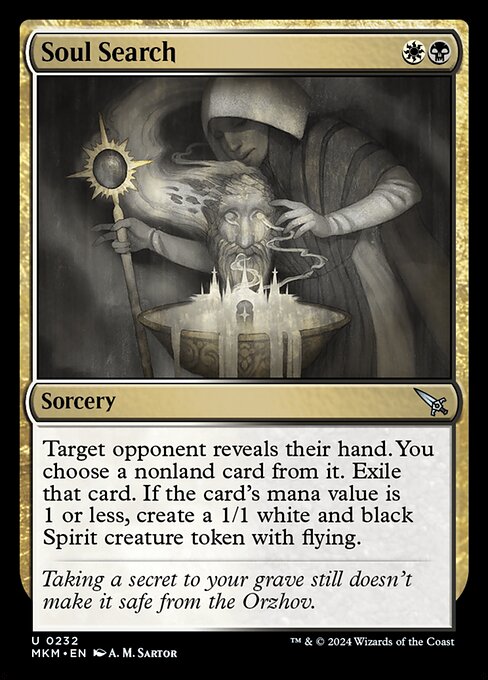 Soul Search
Sorcery
Target opponent reveals their hand. You
choose a nonland card from it. Exile
that card. If the card's mana value is
1 or less, create a 1/1 white and black
Spirit creature token with flying.
Taking a secret to your grave still doesn't
make it safe from the Orzhov.
U 0232
MKM • EN A. M. Sartor
™ & © 2024 Wizards of the Coast